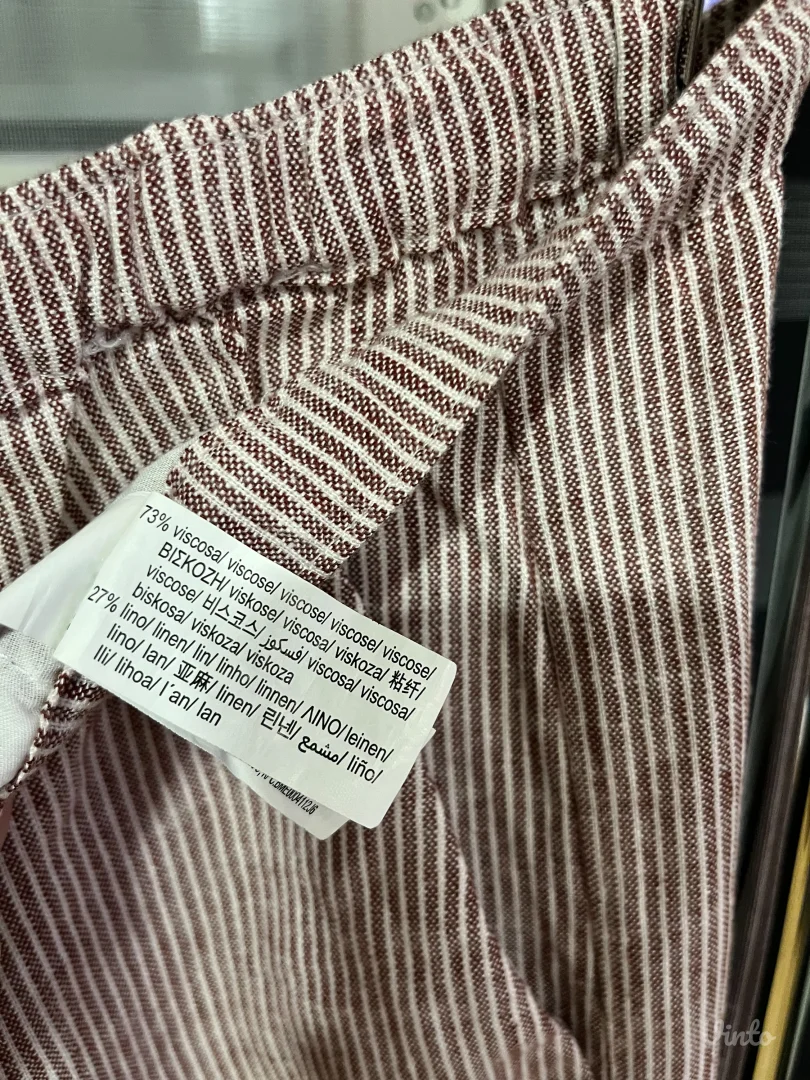 73% viscosa/ viscose/ viscose/ viscose/ viscose/
ΒΙΣΚΟΖΗ/ viskose/ viscosa/ viskoza/ 粘纤/
viscose/ 비스코스/ فسكوز/ viscosa/ viscosa/
biskosa/ viskoza/ viskoza
27% lino/ linen/ lin/ linho/ linnen/ ΛΙΝΟ/ leinen/
lino/ lan/ 亚麻/ linen/ 린넨/ مشمع/ liño/
lli/ lihoa/ l´an/ lan